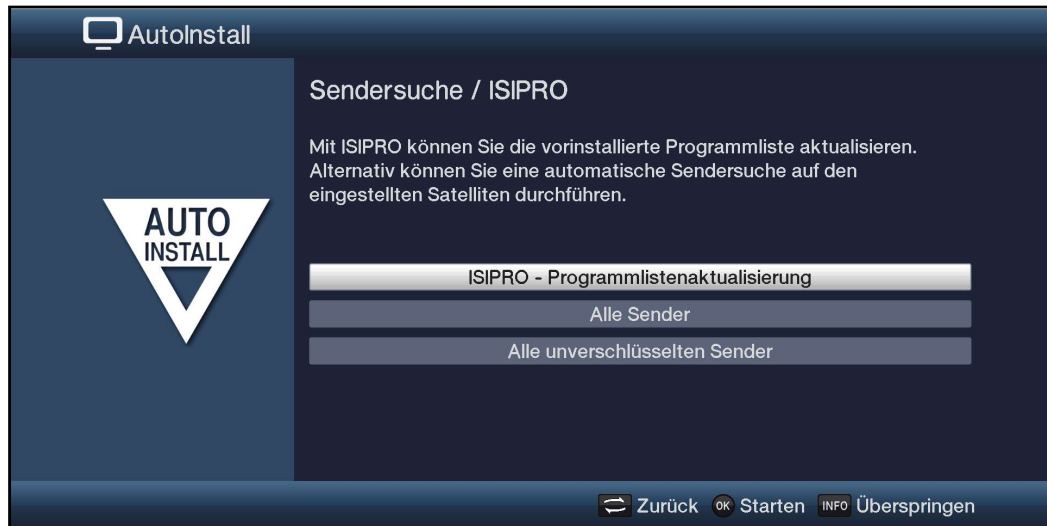 AutoInstall
Sendersuche / ISIPRO
Mit ISIPRO können Sie die vorinstallierte Programmliste aktualisieren.
Alternativ können Sie eine automatische Sendersuche auf den
eingestellten Satelliten durchführen.
AUTO
INSTALL
ISIPRO - Programmlistenaktualisierung
Alle Sender
Alle unverschlüsselten Sender
Zurück OK Starten INFO Überspringen